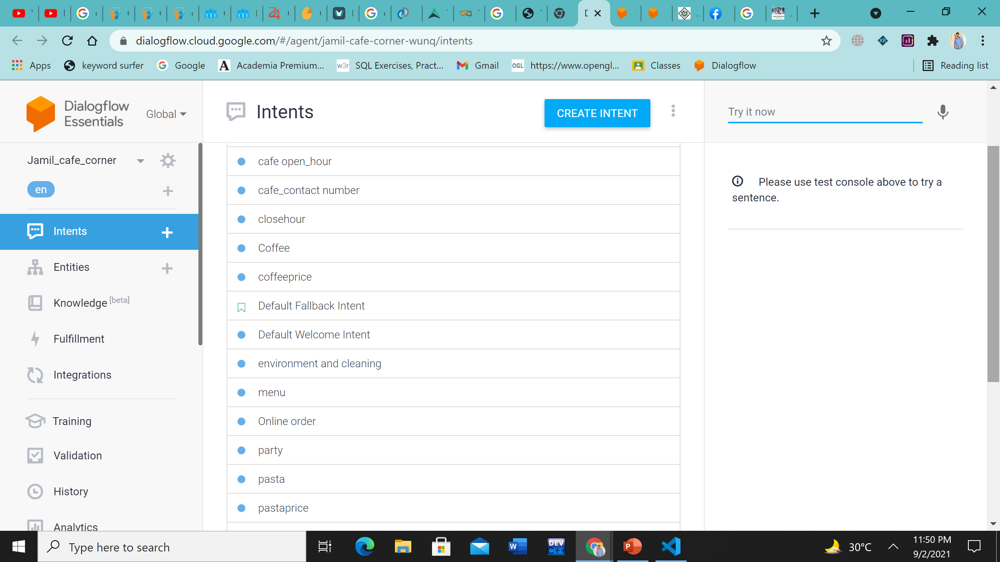 dialogflow.cloud.google.com/#/agent/jamil-cafe-corner-wunq/intents
Apps
keyword surfer
Google
Academia Premium...
w3r SQL Exercises, Pract...
Gmail
OGL https://www.opengl...
Classes
Dialogflow
Reading list
Dialogflow
Essentials
Global
Intents
CREATE INTENT
Try it now
Jamil_cafe_corner
en
Intents
Entities
Knowledge [beta]
Fulfillment
Integrations
Training
Validation
History
Analytics
cafe open_hour
cafe_contact number
closehour
Coffee
coffeeprice
Default Fallback Intent
Default Welcome Intent
environment and cleaning
menu
Online order
party
pasta
pastaprice
Please use test console above to try a
sentence.
Type here to search
DEV
C++
30°C
11:50 PM
9/2/2021